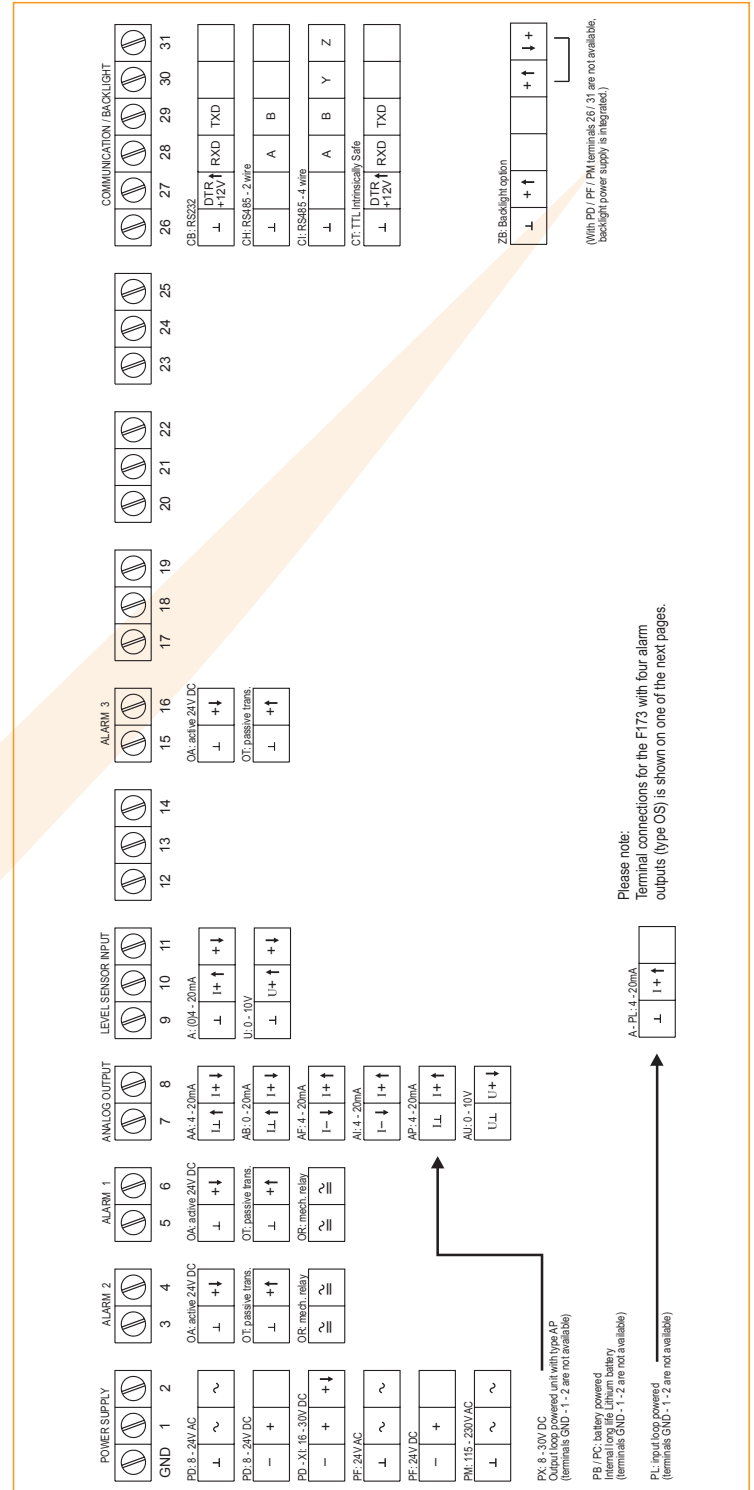 POWER SUPPLY
GND 1 2
PD: 8 - 24V AC
⊥ ~ ~
PD: 8 - 24V DC
− +
PD - XI: 16 - 30V DC
− + +↓
PF: 24V AC
⊥ ~ ~
PF: 24V DC
− +
PM: 115 - 230V AC
⊥ ~ ~
PX: 8 - 30V DC
Output loop powered unit with type AP
(terminals GND - 1 - 2 are not available)
PB / PC: battery powered
Internal long life Lithium battery
(terminals GND - 1 - 2 are not available)
PL: input loop powered
(terminals GND - 1 - 2 are not available)
ALARM 2
3 4
OA: active 24V DC
⊥ +↓
OT: passive trans.
⊥ +↑
OR: mech. relay
ALARM 1
5 6
OA: active 24V DC
⊥ +↓
OT: passive trans.
⊥ +↑
OR: mech. relay
ANALOG OUTPUT
7 8
AA: 4 - 20mA
I⊥↑ I+↓
AB: 0 - 20mA
I⊥↑ I+↓
AF: 4 - 20mA
I−↓ I+↑
AI: 4 - 20mA
I−↓ I+↑
AP: 4 - 20mA
I⊥ I+↑
AU: 0 - 10V
U⊥ U+↓
LEVEL SENSOR INPUT
9 10 11
A: (0)4 - 20mA
⊥ I+↑ +↓
U: 0 - 10V
⊥ U+↑ +↓
A - PL: 4 - 20mA
⊥ I+↑
12 13 14
ALARM 3
15 16
OA: active 24V DC
⊥ +↓
OT: passive trans.
⊥ +↑
Please note:
Terminal connections for the F173 with four alarm
outputs (type OS) is shown on one of the next pages.
17 18 19
20 21 22
23 24 25
COMMUNICATION / BACKLIGHT
26 27 28 29 30 31
CB: RS232
⊥ DTR +12V↑ RXD TXD
CH: RS485 - 2 wire
⊥ A B
CI: RS485 - 4 wire
⊥ A B Y Z
CT: TTL Intrinsically Safe
⊥ DTR +12V↑ RXD TXD
ZB: Backlight option
⊥ +↑ +↑ ↓+
(With PD / PF / PM terminals 26 / 31 are not available,
backlight power supply is integrated.)